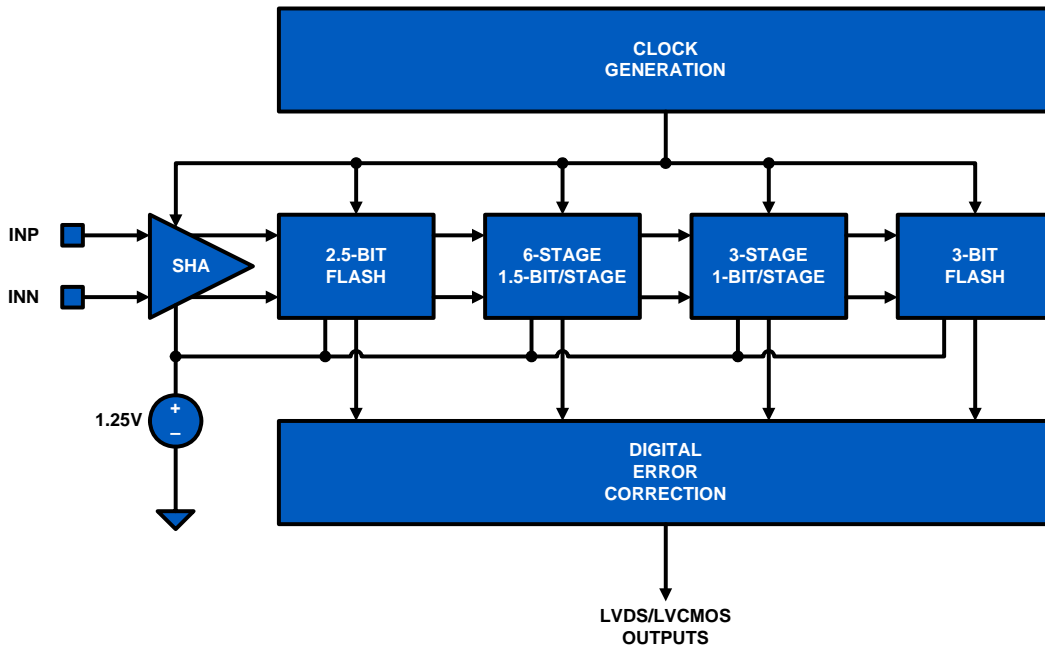 CLOCK
GENERATION
INP
INN
SHA
2.5-BIT
FLASH
6-STAGE
1.5-BIT/STAGE
3-STAGE
1-BIT/STAGE
3-BIT
FLASH
1.25V
+
–
DIGITAL
ERROR
CORRECTION
LVDS/LVCMOS
OUTPUTS